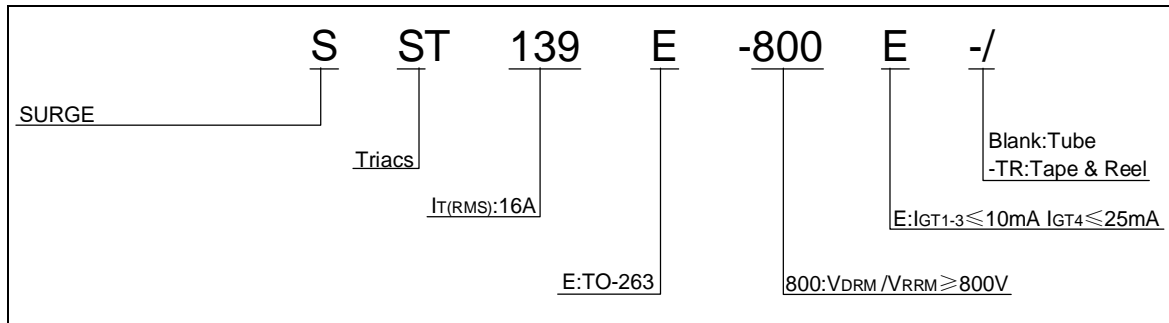 S ST 139 E -800 E -/
SURGE
Blank:Tube
Triacs
-TR:Tape & Reel
IT(RMS):16A
E:IGT1-3≤10mA IGT4≤25mA
E:TO-263
800:VDRM /VRRM≥800V